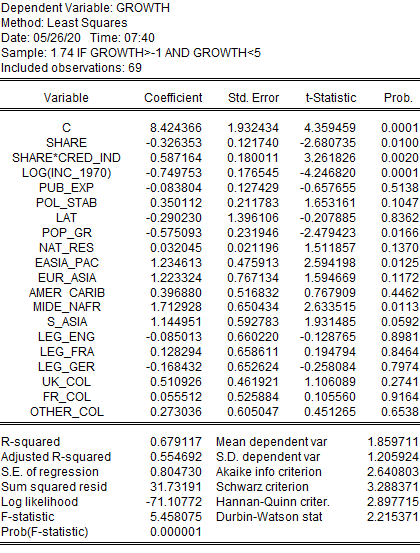 Dependent Variable: GROWTH
Method: Least Squares
Date: 05/26/20 Time: 07:40
Sample: 1 74 IF GROWTH>-1 AND GROWTH<5
Included observations: 69
Variable Coefficient Std. Error t-Statistic Prob.
C 8.424366 1.932434 4.359459 0.0001
SHARE -0.326353 0.121740 -2.680735 0.0100
SHARE*CRED_IND 0.587164 0.180011 3.261826 0.0020
LOG(INC_1970) -0.749753 0.176545 -4.246820 0.0001
PUB_EXP -0.083804 0.127429 -0.657655 0.5138
POL_STAB 0.350112 0.211783 1.653161 0.1047
LAT -0.290230 1.396106 -0.207885 0.8362
POP_GR -0.575093 0.231946 -2.479423 0.0166
NAT_RES 0.032045 0.021196 1.511857 0.1370
EASIA_PAC 1.234613 0.475913 2.594198 0.0125
EUR_ASIA 1.223324 0.767134 1.594669 0.1172
AMER_CARIB 0.396880 0.516832 0.767909 0.4462
MIDE_NAFR 1.712928 0.650434 2.633515 0.0113
S_ASIA 1.144951 0.592783 1.931485 0.0592
LEG_ENG -0.085013 0.660220 -0.128765 0.8981
LEG_FRA 0.128294 0.658611 0.194794 0.8464
LEG_GER -0.168432 0.652624 -0.258084 0.7974
UK_COL 0.510926 0.461921 1.106089 0.2741
FR_COL 0.055512 0.525884 0.105560 0.9164
OTHER_COL 0.273036 0.605047 0.451265 0.6538
R-squared 0.679117 Mean dependent var 1.859711
Adjusted R-squared 0.554692 S.D. dependent var 1.205924
S.E. of regression 0.804730 Akaike info criterion 2.640803
Sum squared resid 31.73191 Schwarz criterion 3.288371
Log likelihood -71.10772 Hannan-Quinn criter. 2.897715
F-statistic 5.458075 Durbin-Watson stat 2.215371
Prob(F-statistic) 0.000001